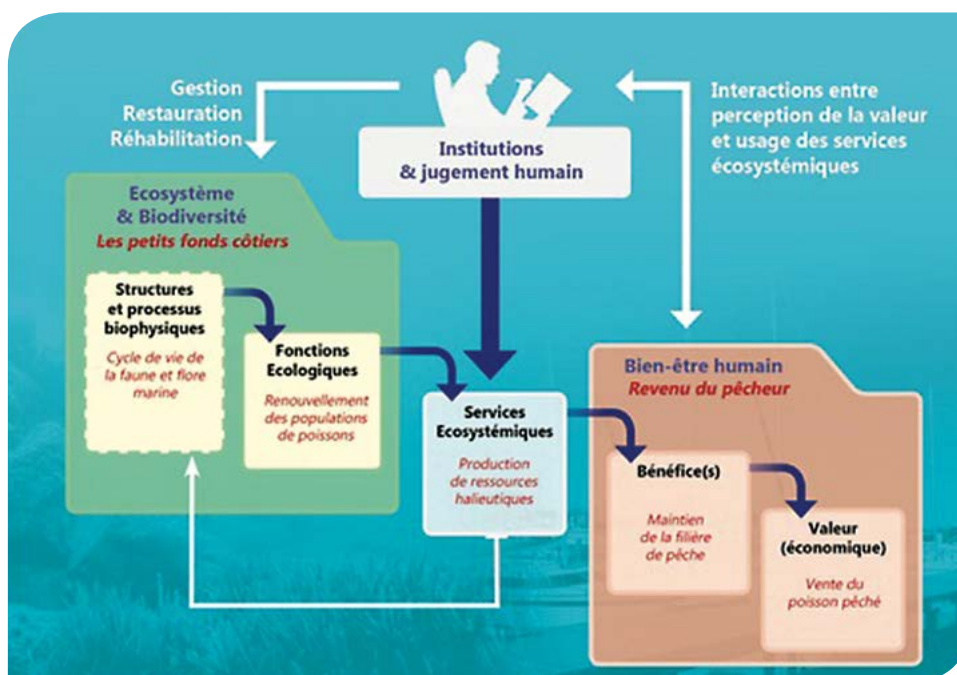 Gestion
Restauration
Réhabilitation
Institutions
& jugement humain
Interactions entre
perception de la valeur
et usage des services
écosystémiques
Ecosystème
& Biodiversité
Les petits fonds côtiers
Structures
et processus
biophysiques
Cycle de vie de
la faune et flore
marine
Fonctions
Ecologiques
Renouvellement
des populations
de poissons
Services
Ecosystémiques
Production
de ressources
halieutiques
Bien-être humain
Revenu du pêcheur
Bénéfice(s)
Maintien
de la filière
de pêche
Valeur
(économique)
Vente du
poisson pêché